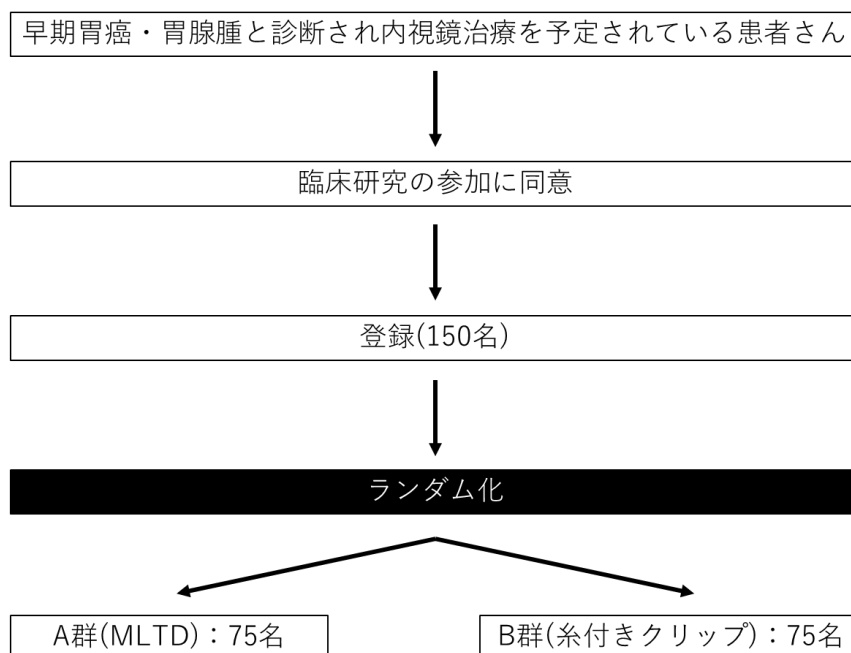 早期胃癌・胃腺腫と診断され内視鏡治療を予定されている患者さん
臨床研究の参加に同意
登録(150名)
ランダム化
A群(MLTD)：75名
B群(糸付きクリップ)：75名